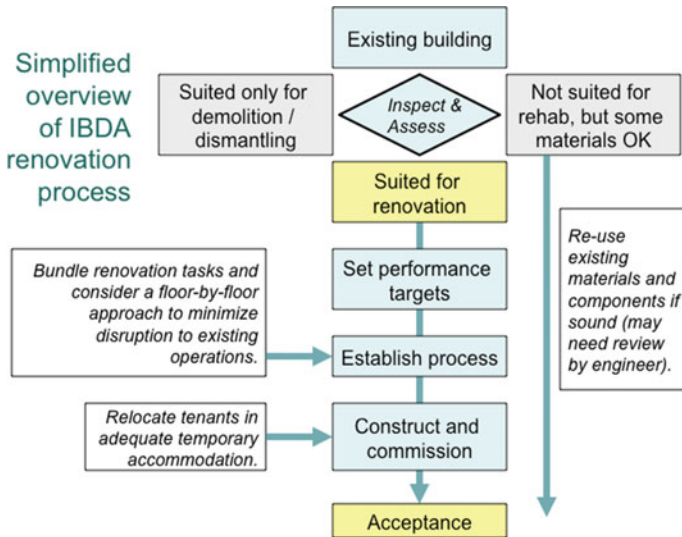 Simplified
overview
of IBDA
renovation
process
Existing building
Suited only for
demolition /
dismantling
Inspect &
Assess
Not suited for
rehab, but some
materials OK
Suited for
renovation
Bundle renovation tasks and
consider a floor-by-floor
approach to minimize
disruption to existing
operations.
Set performance
targets
Re-use
existing
materials and
components if
sound (may
need review
by engineer).
Establish process
Relocate tenants in
adequate temporary
accommodation.
Construct and
commission
Acceptance